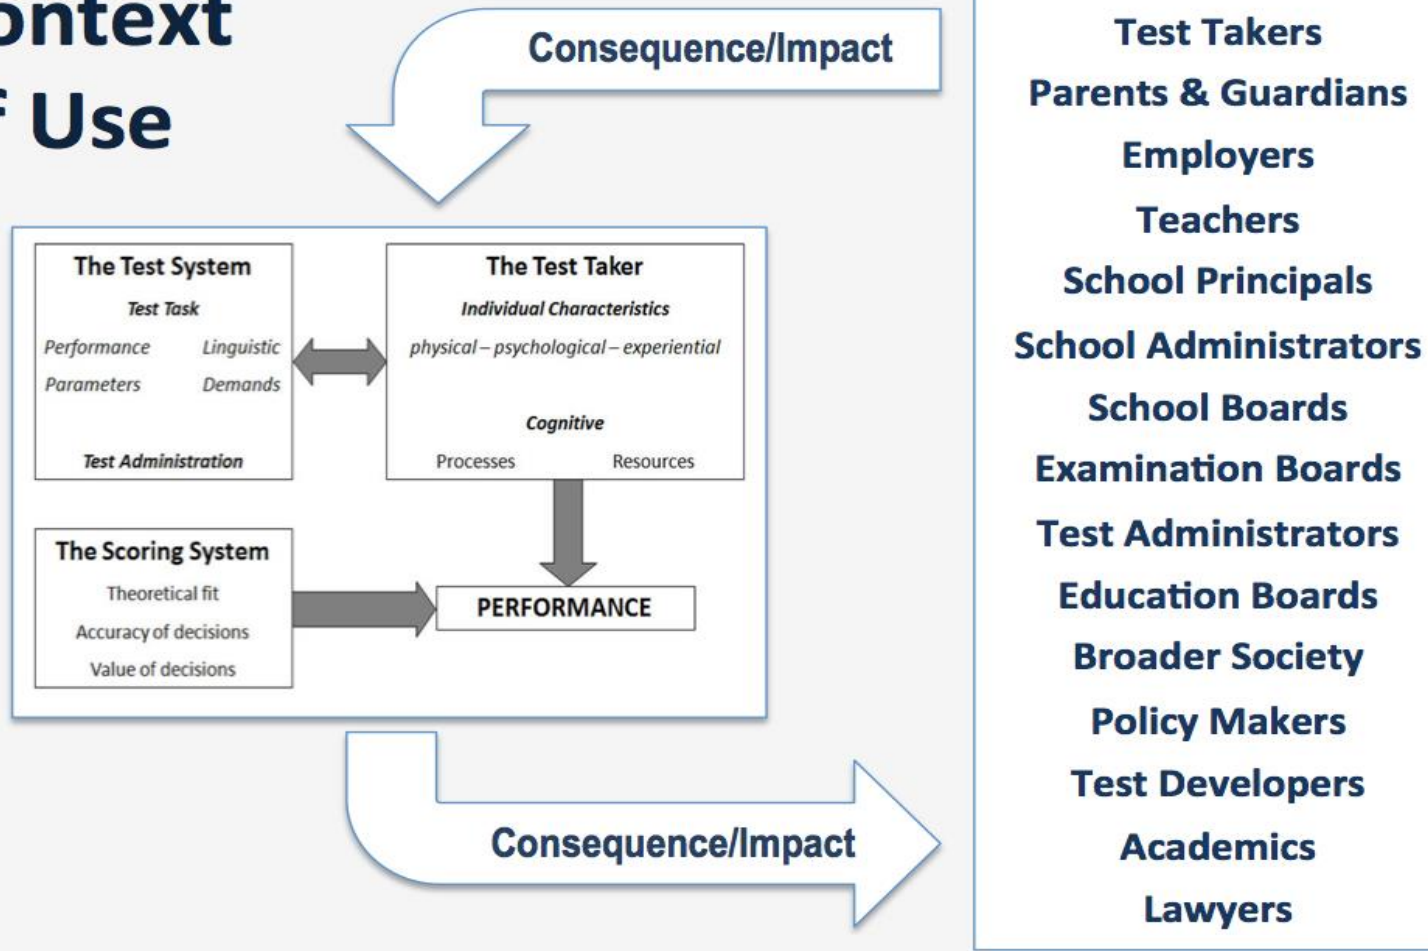 ontext
f Use
Consequence/Impact
The Test System
Test Task
Performance Linguistic
Parameters Demands
Test Administration
The Test Taker
Individual Characteristics
physical – psychological – experiential
Cognitive
Processes Resources
The Scoring System
Theoretical fit
Accuracy of decisions
Value of decisions
PERFORMANCE
Consequence/Impact
Test Takers
Parents & Guardians
Employers
Teachers
School Principals
School Administrators
School Boards
Examination Boards
Test Administrators
Education Boards
Broader Society
Policy Makers
Test Developers
Academics
Lawyers